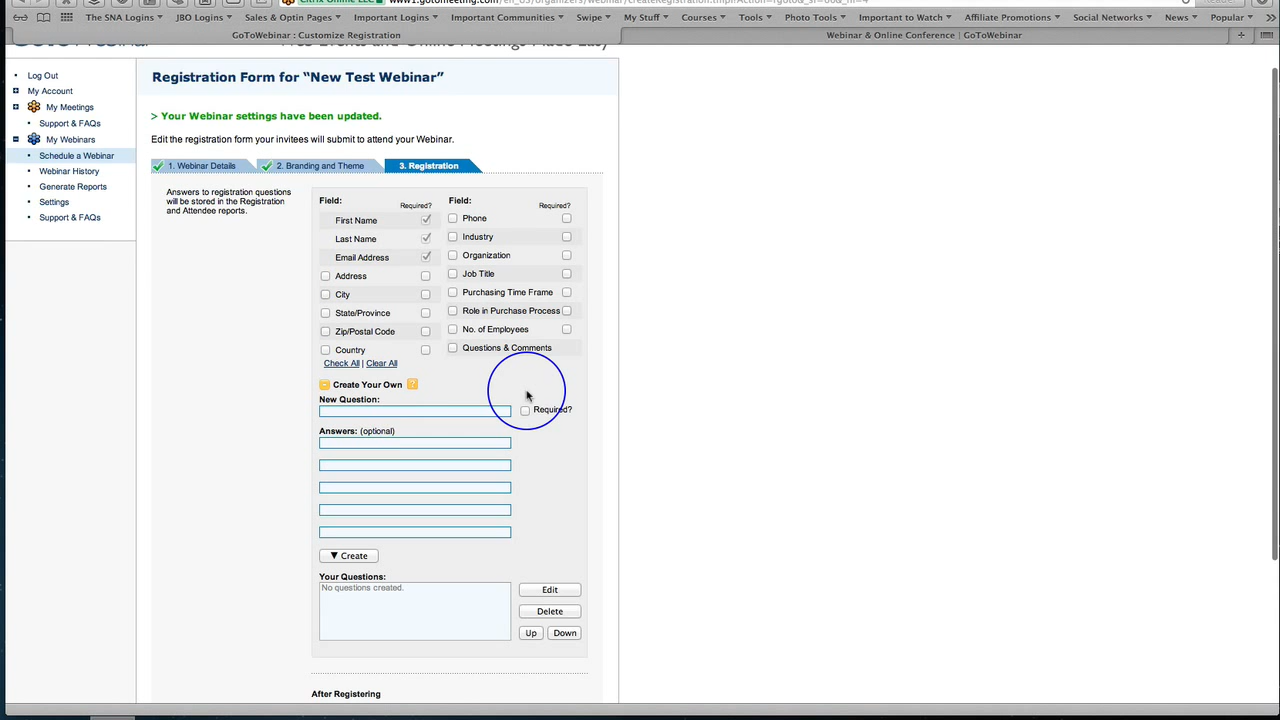 Citrix Online LLC
The SNA Logins JBO Logins Sales & Optin Pages Important Logins Important Communities Swipe My Stuff Courses Tools Photo Tools Important to Watch Affiliate Promotions Social Networks News Popular
GoToWebinar : Customize Registration
Webinar & Online Conference | GoToWebinar
Registration Form for “New Test Webinar”
Log Out
My Account
My Meetings
Support & FAQs
My Webinars
Schedule a Webinar
Webinar History
Generate Reports
Settings
Support & FAQs
> Your Webinar settings have been updated.
Edit the registration form your invitees will submit to attend your Webinar.
1. Webinar Details
2. Branding and Theme
3. Registration
Answers to registration questions
will be stored in the Registration
and Attendee reports.
Field:
Required?
First Name
Last Name
Email Address
Address
City
State/Province
Zip/Postal Code
Country
Field:
Required?
Phone
Industry
Organization
Job Title
Purchasing Time Frame
Role in Purchase Process
No. of Employees
Questions & Comments
Check All | Clear All
Create Your Own ?
New Question:
Required?
Answers: (optional)
▼ Create
Your Questions:
No questions created.
Edit
Delete
Up
Down
After Registering